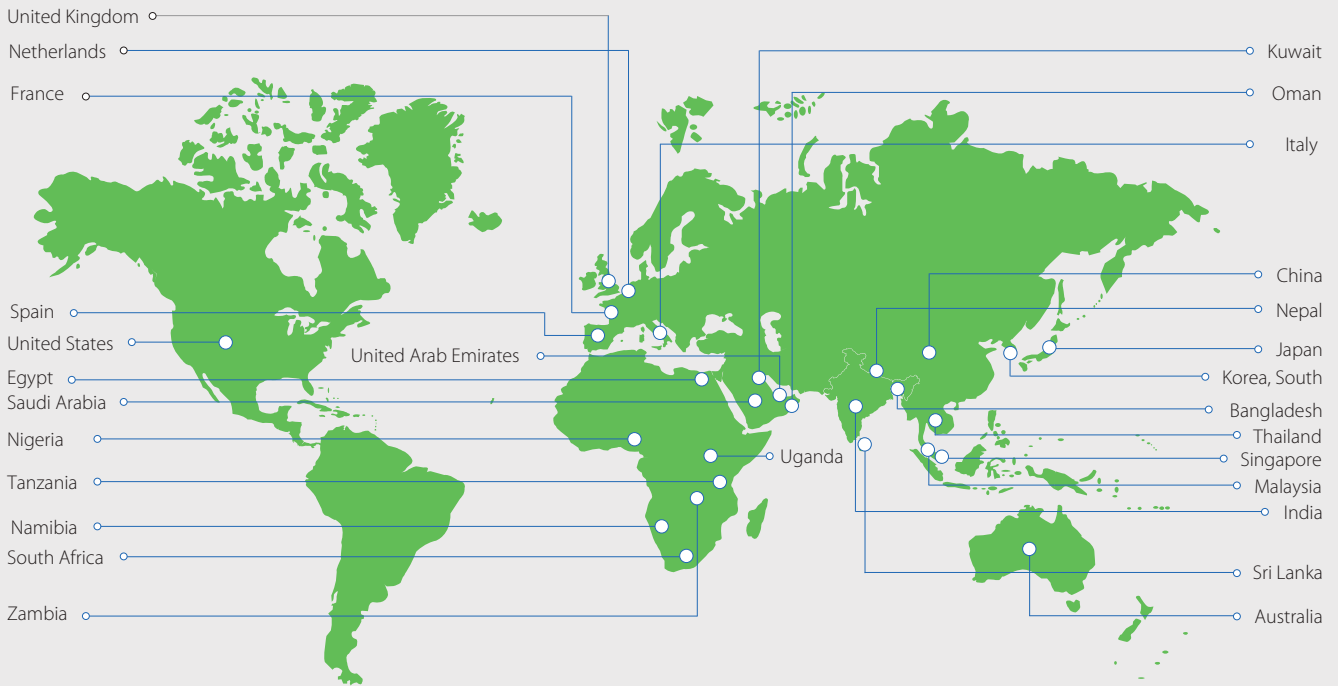 United Kingdom
Netherlands
France
Spain
United States
United Arab Emirates
Egypt
Saudi Arabia
Nigeria
Uganda
Tanzania
Namibia
South Africa
Zambia
Kuwait
Oman
Italy
China
Nepal
Japan
Korea, South
Bangladesh
Thailand
Singapore
Malaysia
India
Sri Lanka
Australia